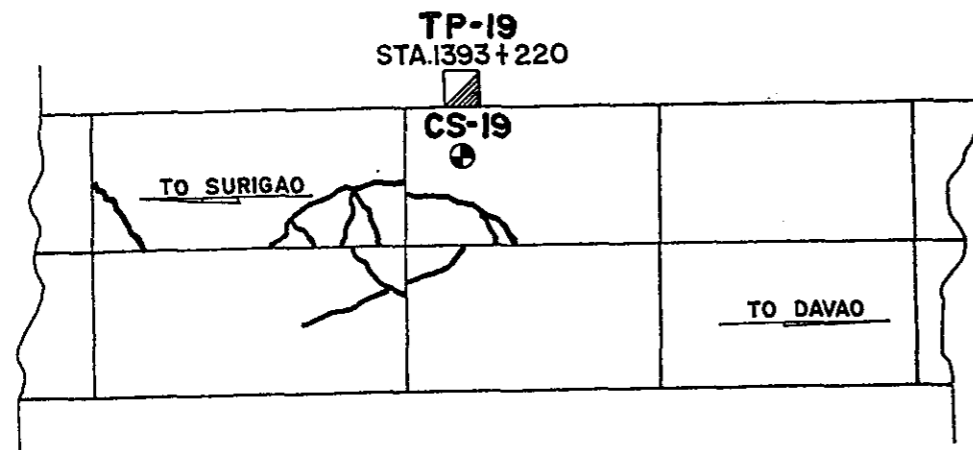 TP-19
STA.1393+220
CS-19
TO SURIGAO
TO DAVAO